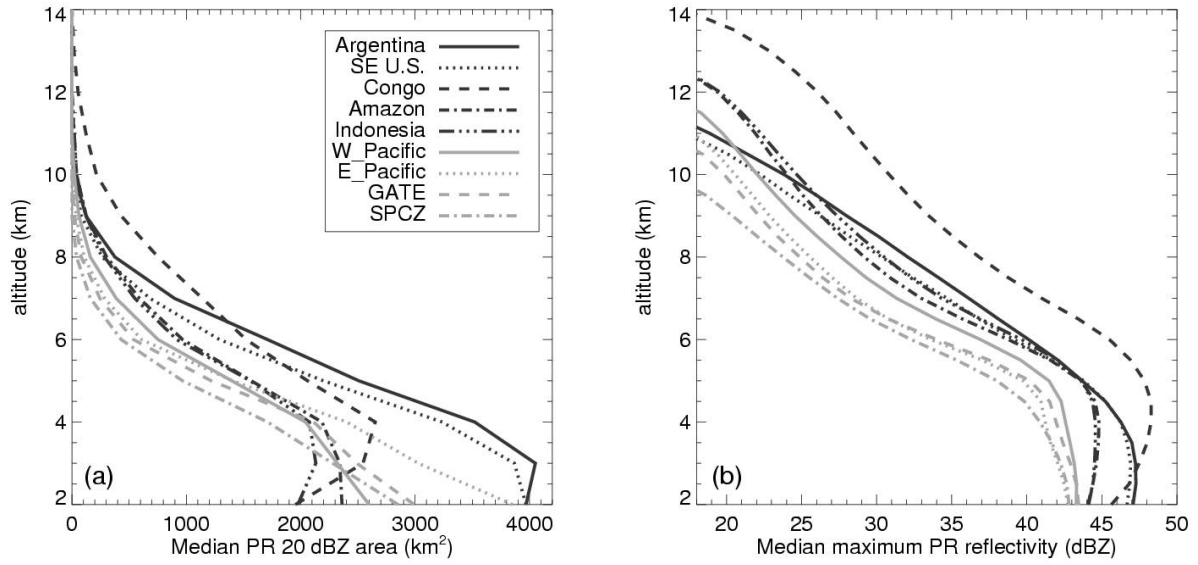 14
12
10
8
6
4
2
altitude (km)
Argentina
SE U.S.
Congo
Amazon
Indonesia
W_Pacific
E_Pacific
GATE
SPCZ
(a)
0 1000 2000 3000 4000
Median PR 20 dBZ area (km²)
14
12
10
8
6
4
2
altitude (km)
(b)
20 25 30 35 40 45 50
Median maximum PR reflectivity (dBZ)